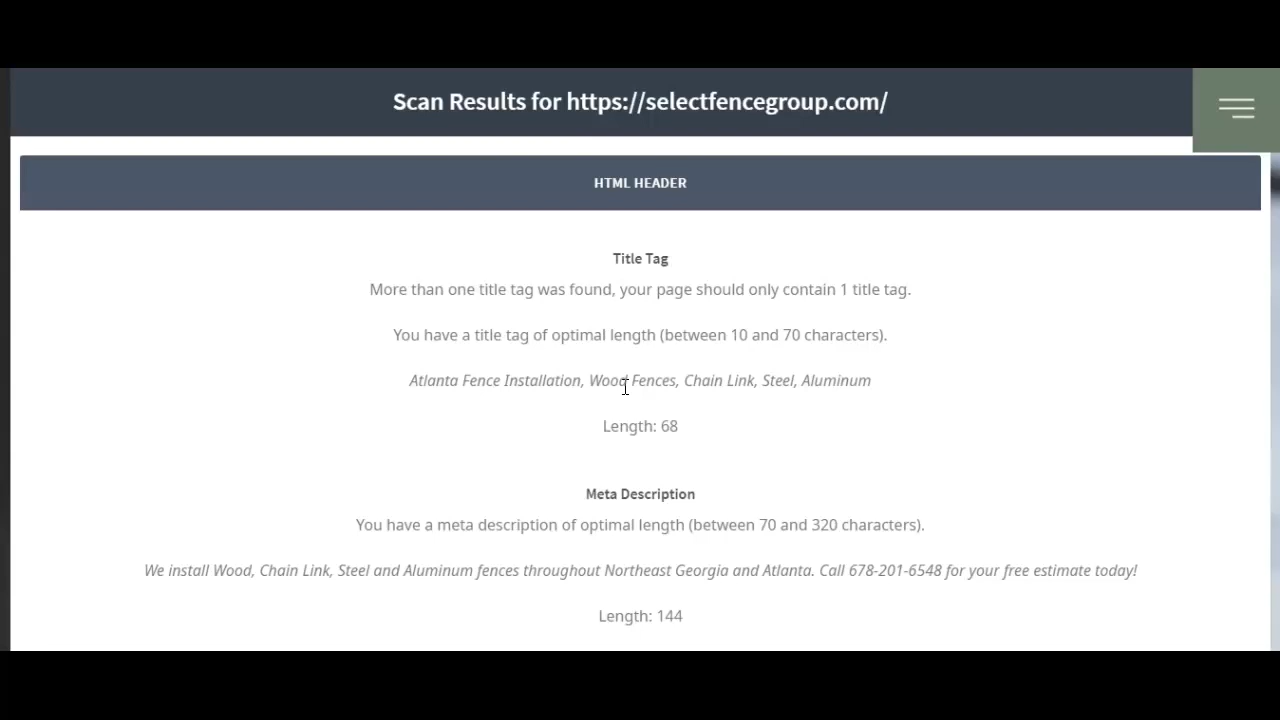 Scan Results for https://selectfencegroup.com/
HTML HEADER
Title Tag
More than one title tag was found, your page should only contain 1 title tag.
You have a title tag of optimal length (between 10 and 70 characters).
Atlanta Fence Installation, Wood Fences, Chain Link, Steel, Aluminum
Length: 68
Meta Description
You have a meta description of optimal length (between 70 and 320 characters).
We install Wood, Chain Link, Steel and Aluminum fences throughout Northeast Georgia and Atlanta. Call 678-201-6548 for your free estimate today!
Length: 144